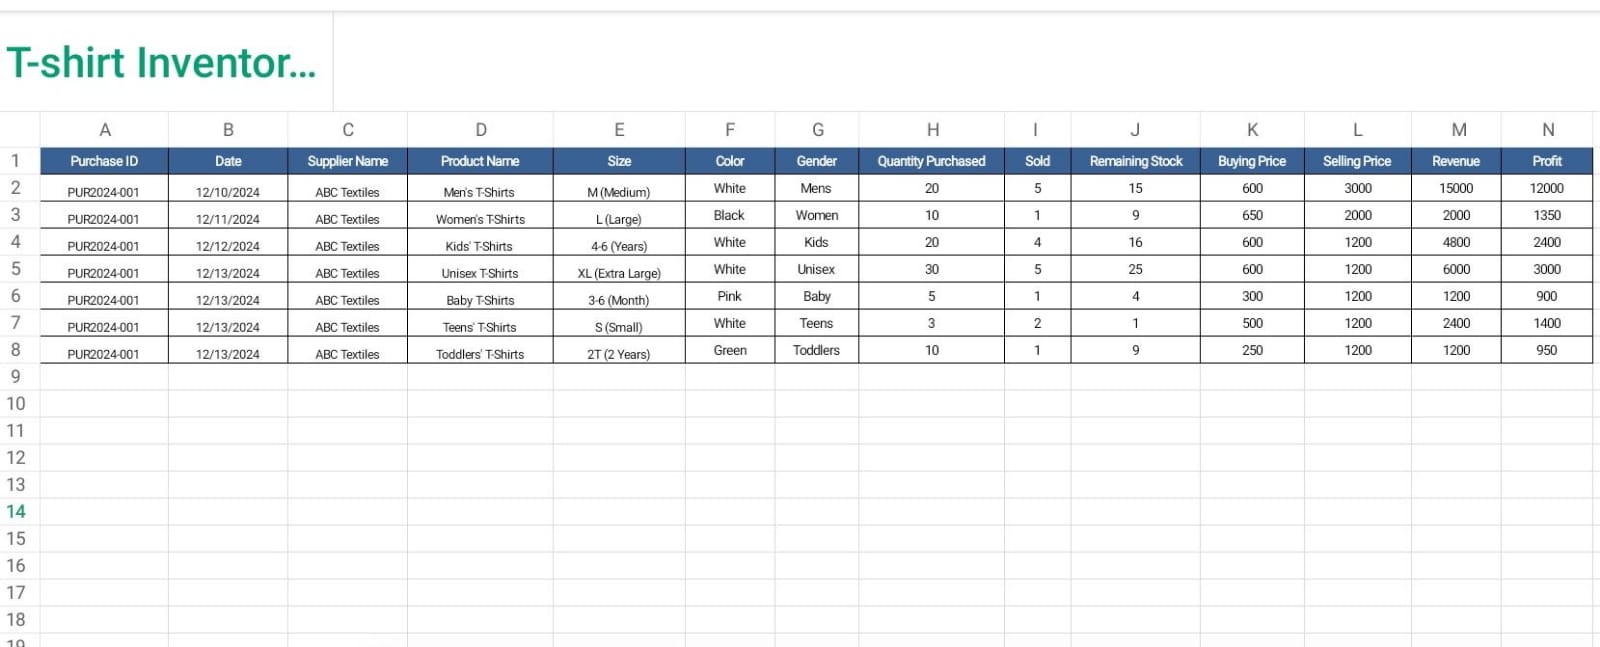 T-shirt Inventor...
A B C D E F G H I J K L M N
1 Purchase ID Date Supplier Name Product Name Size Color Gender Quantity Purchased Sold Remaining Stock Buying Price Selling Price Revenue Profit
2 PUR2024-001 12/10/2024 ABC Textiles Men's T-Shirts M (Medium) White Mens 20 5 15 600 3000 15000 12000
3 PUR2024-001 12/11/2024 ABC Textiles Women's T-Shirts L (Large) Black Women 10 1 9 650 2000 2000 1350
4 PUR2024-001 12/12/2024 ABC Textiles Kids' T-Shirts 4-6 (Years) White Kids 20 4 16 600 1200 4800 2400
5 PUR2024-001 12/13/2024 ABC Textiles Unisex T-Shirts XL (Extra Large) White Unisex 30 5 25 600 1200 6000 3000
6 PUR2024-001 12/13/2024 ABC Textiles Baby T-Shirts 3-6 (Month) Pink Baby 5 1 4 300 1200 1200 900
7 PUR2024-001 12/13/2024 ABC Textiles Teens' T-Shirts S (Small) White Teens 3 2 1 500 1200 2400 1400
8 PUR2024-001 12/13/2024 ABC Textiles Toddlers' T-Shirts 2T (2 Years) Green Toddlers 10 1 9 250 1200 1200 950
9
10
11
12
13
14
15
16
17
18
19